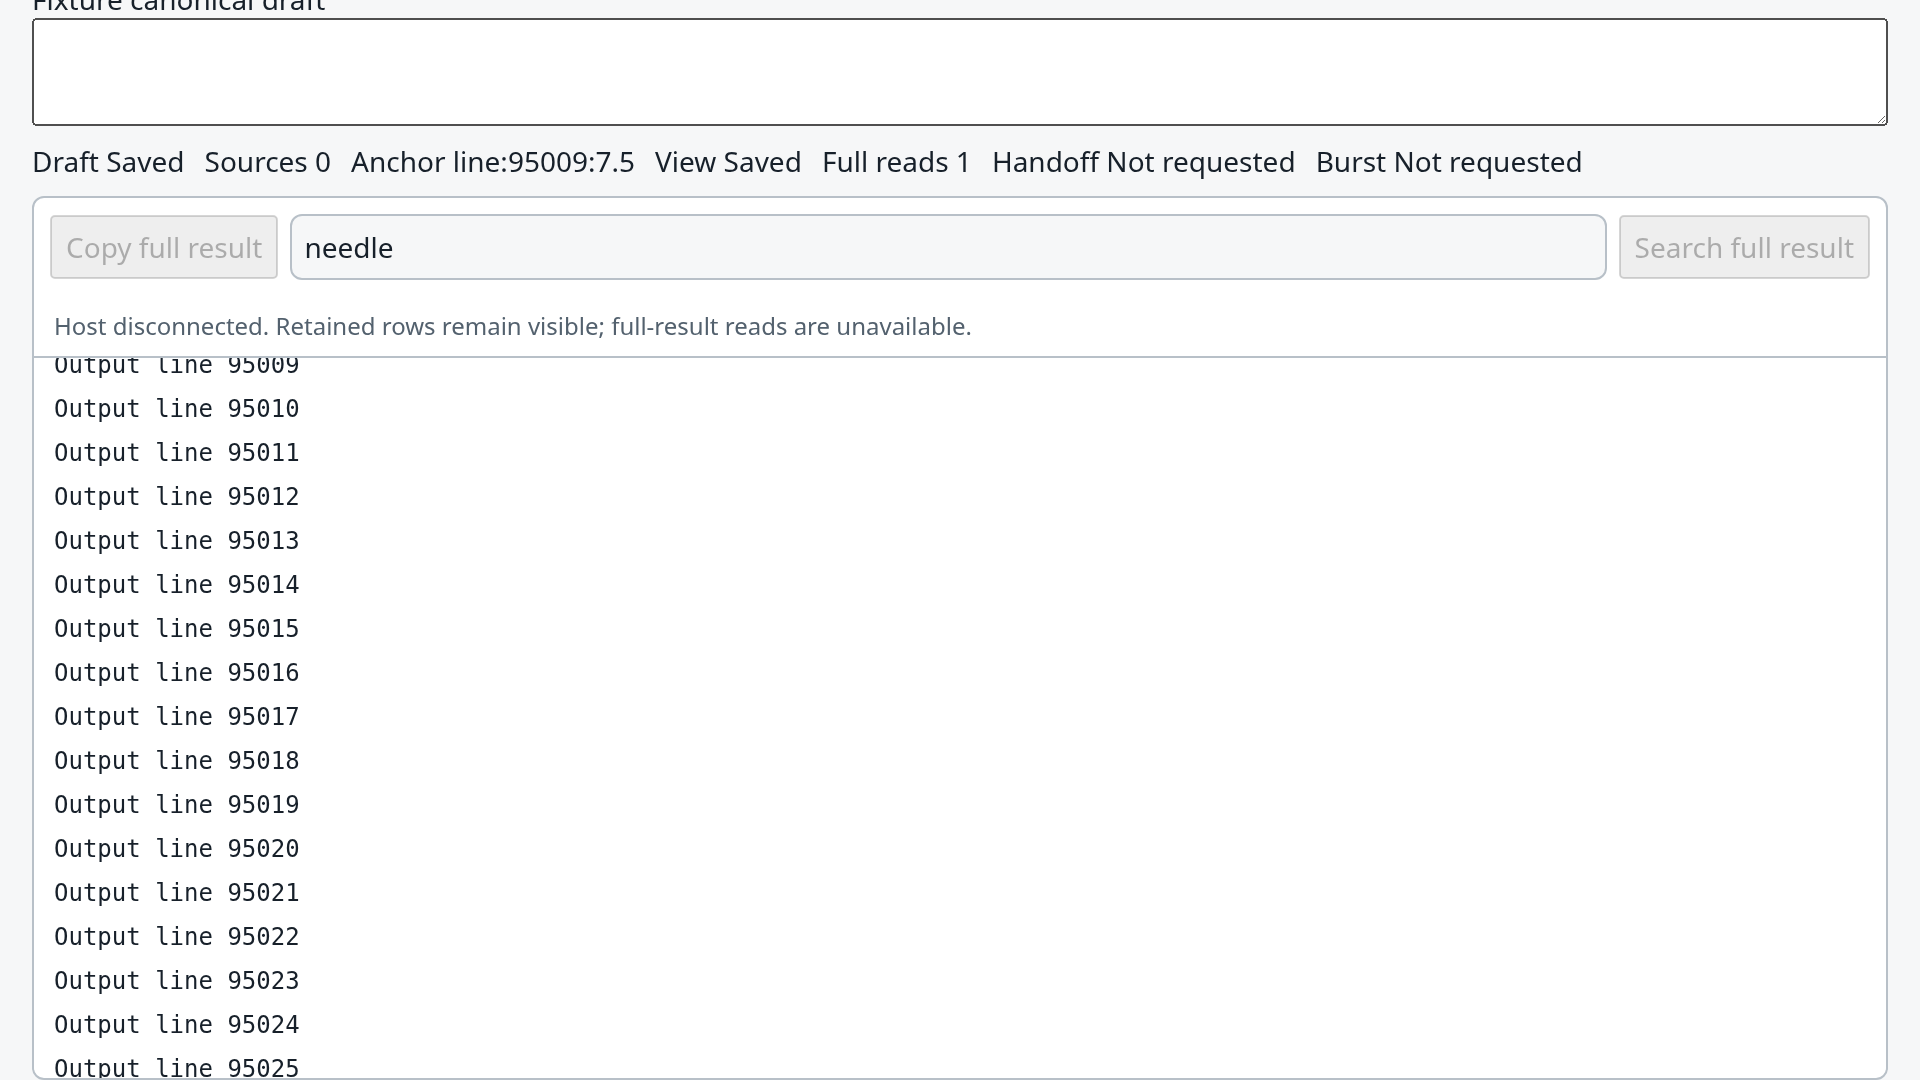 Fixture canonical draft
Draft Saved Sources 0 Anchor line:95009:7.5 View Saved Full reads 1 Handoff Not requested Burst Not requested
Copy full result needle Search full result
Host disconnected. Retained rows remain visible; full-result reads are unavailable.
Output line 95009
Output line 95010
Output line 95011
Output line 95012
Output line 95013
Output line 95014
Output line 95015
Output line 95016
Output line 95017
Output line 95018
Output line 95019
Output line 95020
Output line 95021
Output line 95022
Output line 95023
Output line 95024
Output line 95025